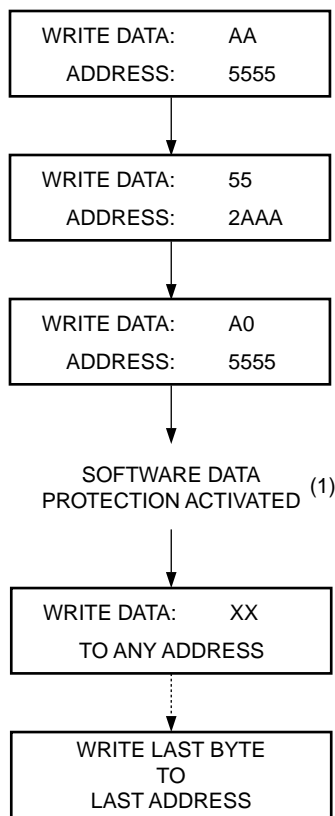 WRITE DATA: AA
ADDRESS: 5555
WRITE DATA: 55
ADDRESS: 2AAA
WRITE DATA: A0
ADDRESS: 5555
SOFTWARE DATA
PROTECTION ACTIVATED (1)
WRITE DATA: XX
TO ANY ADDRESS
WRITE LAST BYTE
TO
LAST ADDRESS